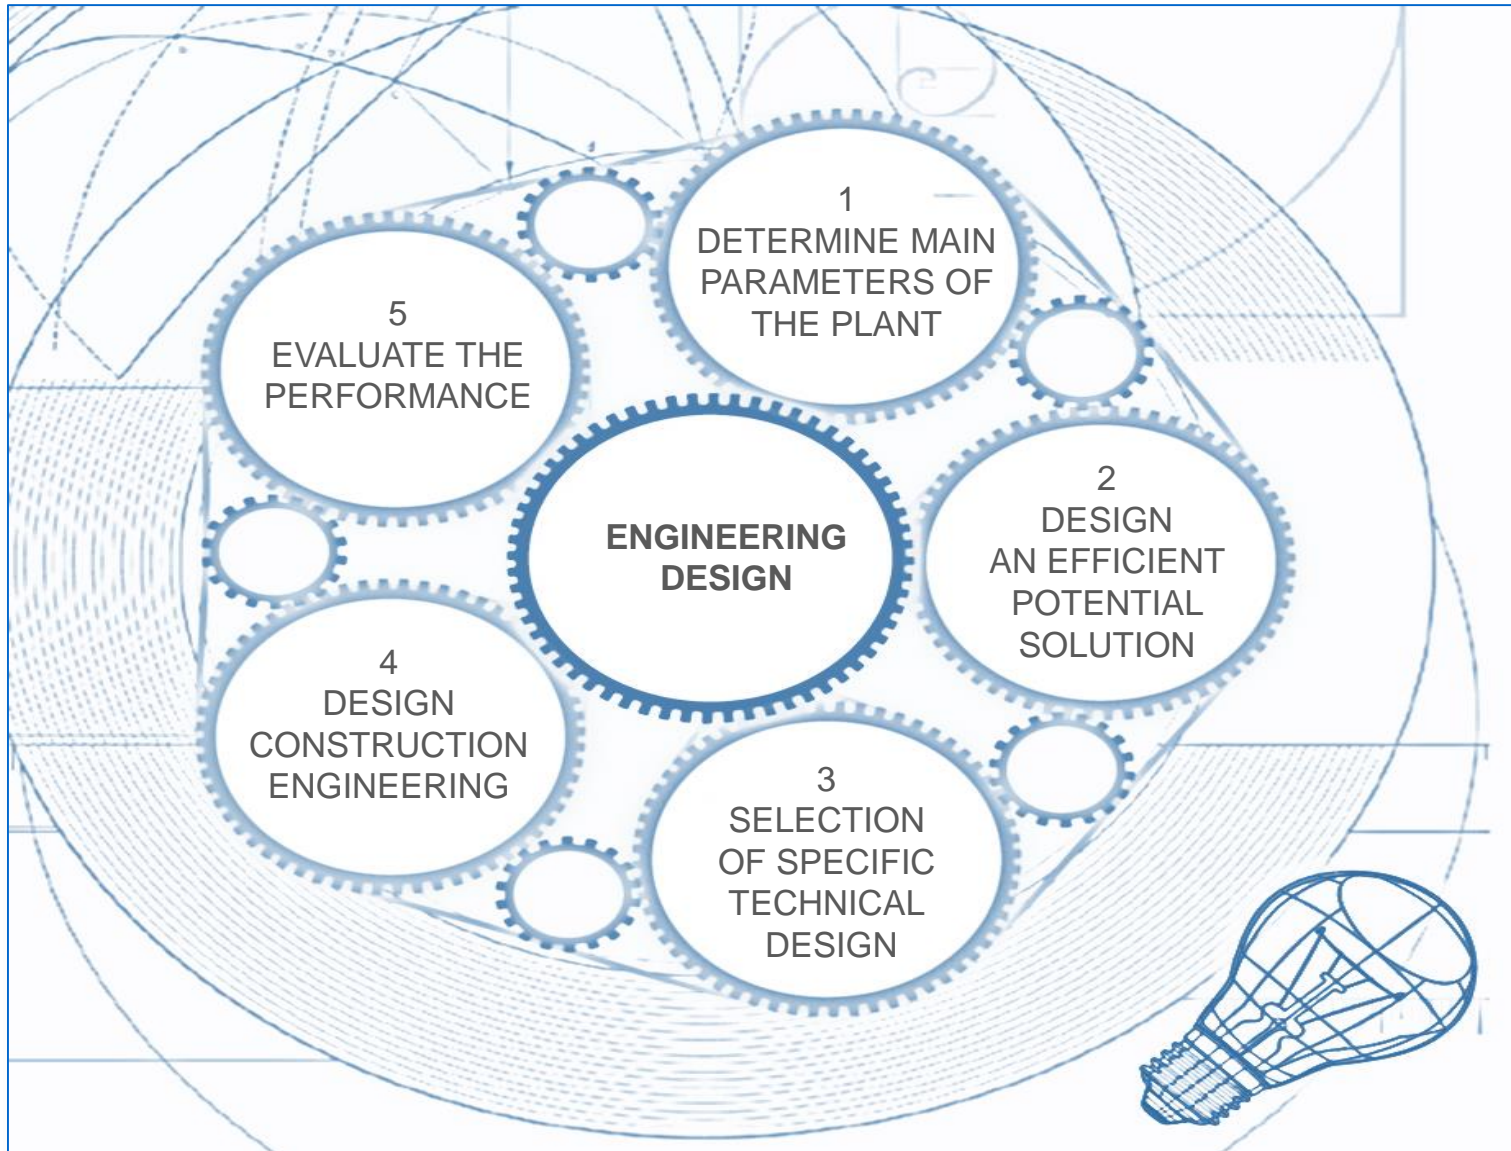 1
DETERMINE MAIN
PARAMETERS OF
THE PLANT
2
DESIGN
AN EFFICIENT
POTENTIAL
SOLUTION
3
SELECTION
OF SPECIFIC
TECHNICAL
DESIGN
4
DESIGN
CONSTRUCTION
ENGINEERING
5
EVALUATE THE
PERFORMANCE
ENGINEERING
DESIGN